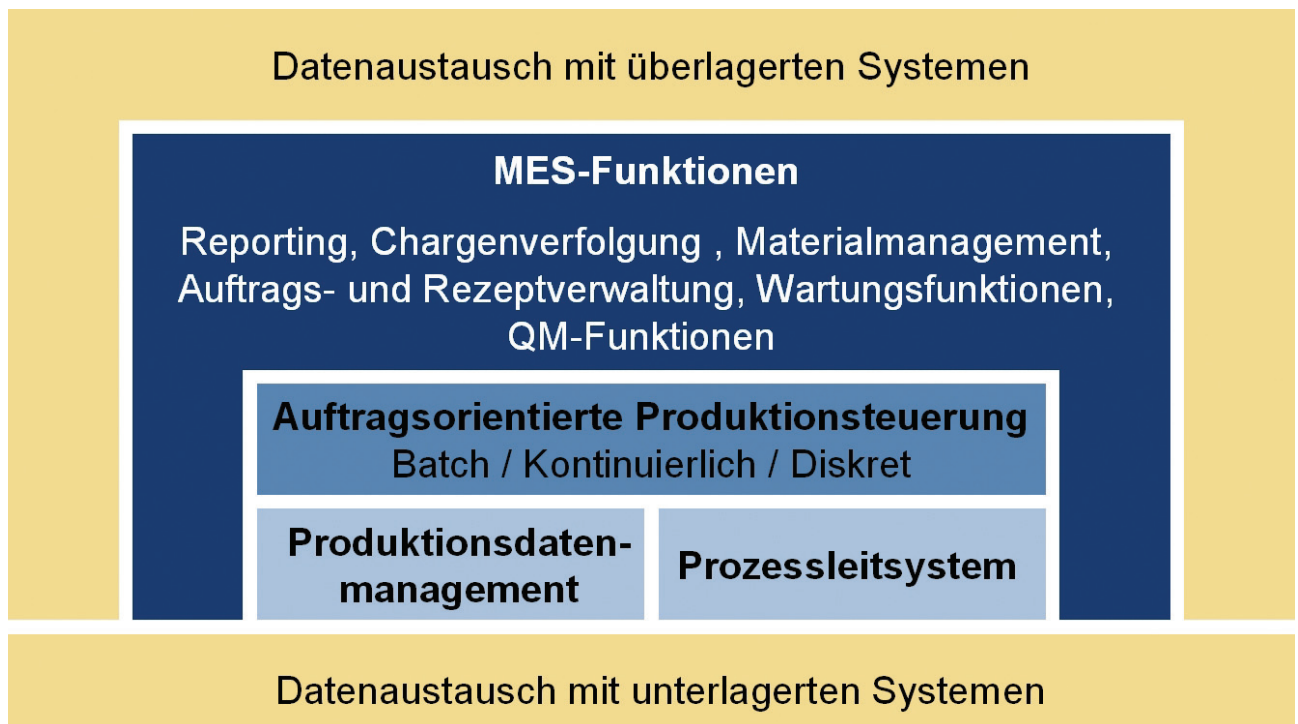 Datenaustausch mit überlagerten Systemen
MES-Funktionen
Reporting, Chargenverfolgung , Materialmanagement,
Auftrags- und Rezeptverwaltung, Wartungsfunktionen,
QM-Funktionen
Auftragsorientierte Produktionsteuerung
Batch / Kontinuierlich / Diskret
Produktionsdaten-
management
Prozessleitsystem
Datenaustausch mit unterlagerten Systemen